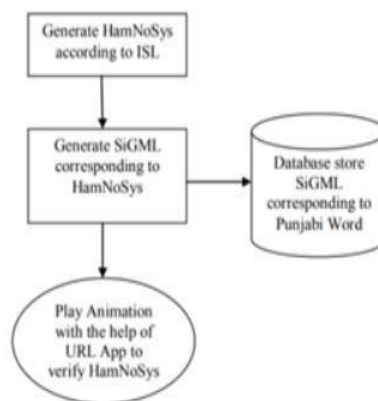 Generate HamNoSys
according to ISL
Generate SiGML
corresponding to
HamNoSys
Database store
SiGML
corresponding to
Punjabi Word
Play Animation
with the help of
URL App to
verify HamNoSys